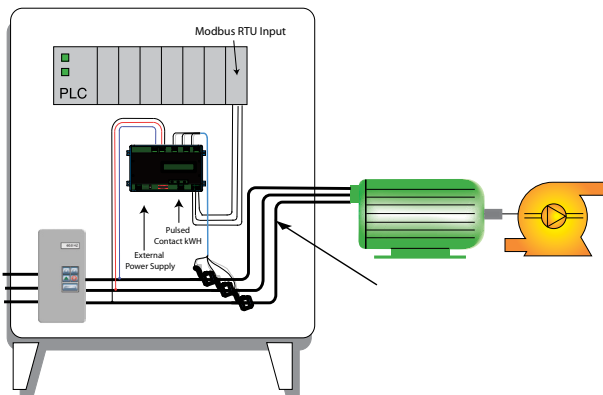 Modbus RTU Input
PLC
Pulsed
Contact kWH
External
Power Supply